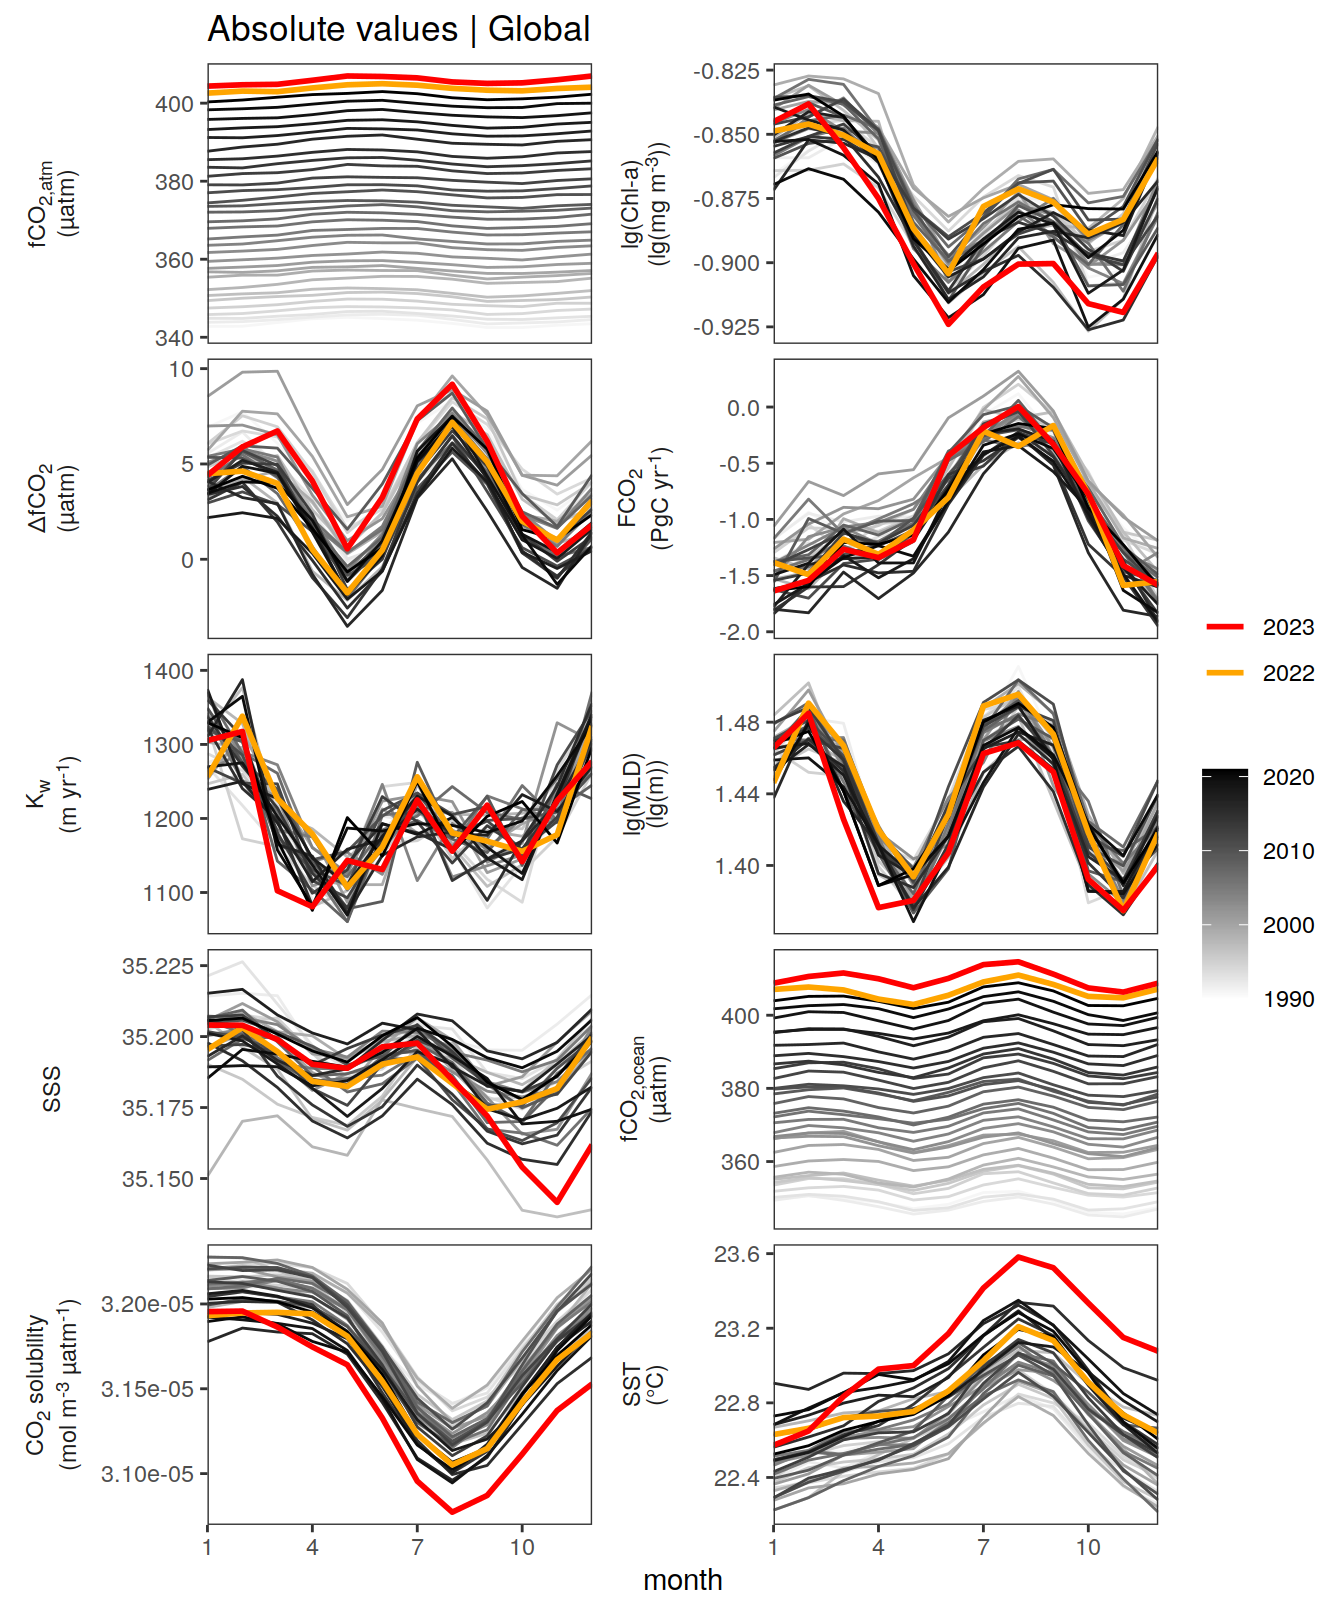 Absolute values | Global
fCO2,atm
(µatm)
400
380
360
340
lg(Chl-a)
(lg(mg m-3))
-0.825
-0.850
-0.875
-0.900
-0.925
ΔfCO2
(µatm)
10
5
0
FCO2
(PgC yr-1)
0.0
-0.5
-1.0
-1.5
-2.0
Kw
(m yr-1)
1400
1300
1200
1100
lg(MLD)
(lg(m))
1.48
1.44
1.40
SSS
35.225
35.200
35.175
35.150
fCO2,ocean
(µatm)
400
380
360
CO2 solubility
(mol m-3 µatm-1)
3.20e-05
3.15e-05
3.10e-05
1
4
7
10
SST
(°C)
23.6
23.2
22.8
22.4
1
4
7
10
month
2023
2022
2020
2010
2000
1990